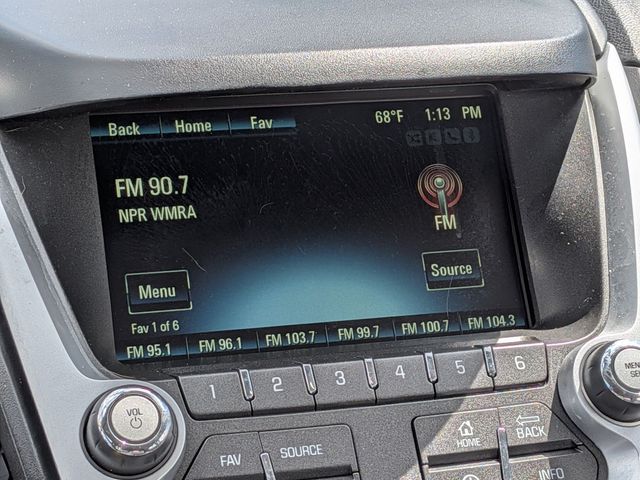 Back Home Fav 68°F 1:13 PM
FM 90.7
NPR WMRA
FM
Menu Source
Fav 1 of 6
FM 95.1 FM 96.1 FM 103.7 FM 99.7 FM 100.7 FM 104.3
1 2 3 4 5 6
VOL
MENU
SEL
FAV SOURCE HOME BACK
INFO